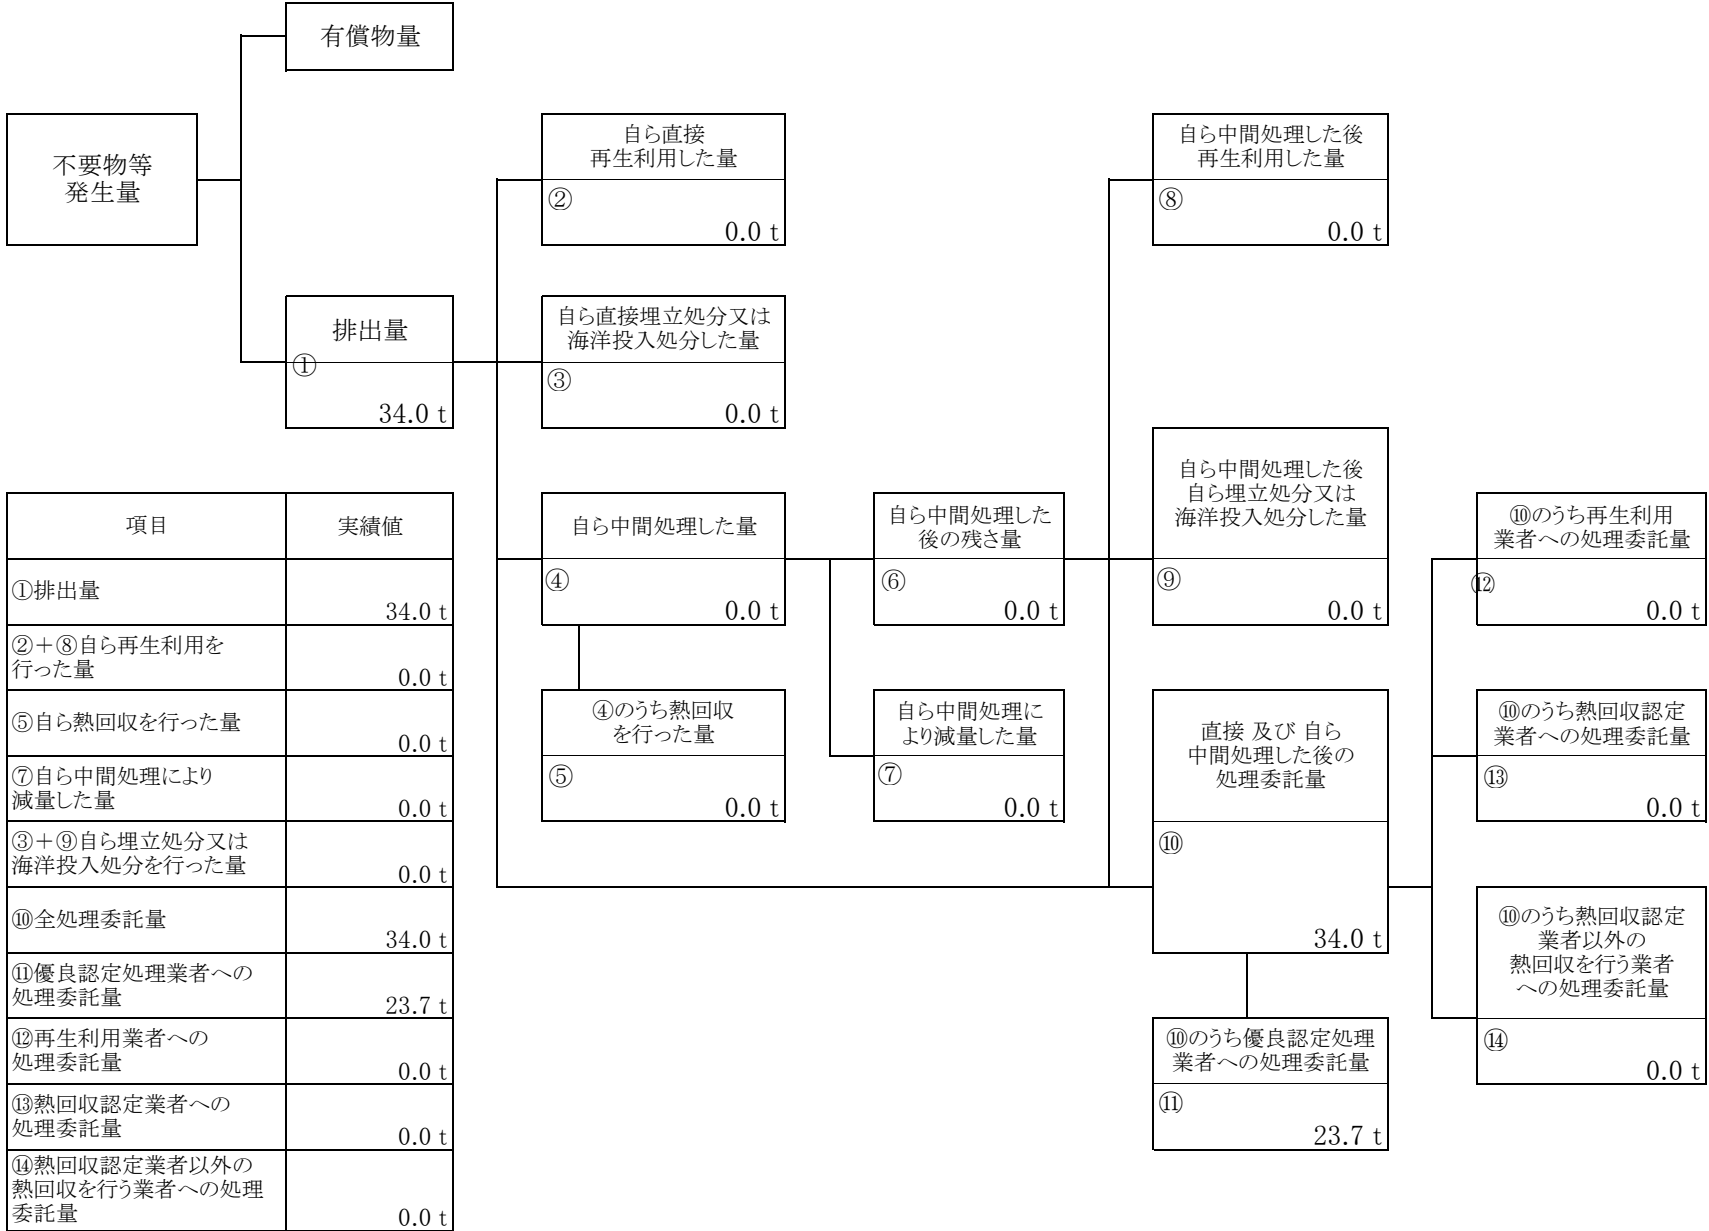 有償物量
不要物等
発生量
自ら直接
再生利用した量
②
0.0 t
自ら中間処理した後
再生利用した量
⑧
0.0 t
排出量
①
34.0 t
自ら直接埋立処分又は
海洋投入処分した量
③
0.0 t
自ら中間処理した量
④
0.0 t
自ら中間処理した
後の残さ量
⑥
0.0 t
自ら中間処理した後
自ら埋立処分又は
海洋投入処分した量
⑨
0.0 t
⑩のうち再生利用
業者への処理委託量
⑫
0.0 t
④のうち熱回収
を行った量
⑤
0.0 t
自ら中間処理に
より減量した量
⑦
0.0 t
直接 及び 自ら
中間処理した後の
処理委託量
⑩
34.0 t
⑩のうち熱回収認定
業者への処理委託量
⑬
0.0 t
⑩のうち熱回収認定
業者以外の
熱回収を行う業者
への処理委託量
⑭
0.0 t
⑩のうち優良認定処理
業者への処理委託量
⑪
23.7 t
項目
実績値
①排出量
34.0 t
②＋⑧自ら再生利用を
行った量
0.0 t
⑤自ら熱回収を行った量
0.0 t
⑦自ら中間処理により
減量した量
0.0 t
③＋⑨自ら埋立処分又は
海洋投入処分を行った量
0.0 t
⑩全処理委託量
34.0 t
⑪優良認定処理業者への
処理委託量
23.7 t
⑫再生利用業者への
処理委託量
0.0 t
⑬熱回収認定業者への
処理委託量
0.0 t
⑭熱回収認定業者以外の
熱回収を行う業者への処理
委託量
0.0 t